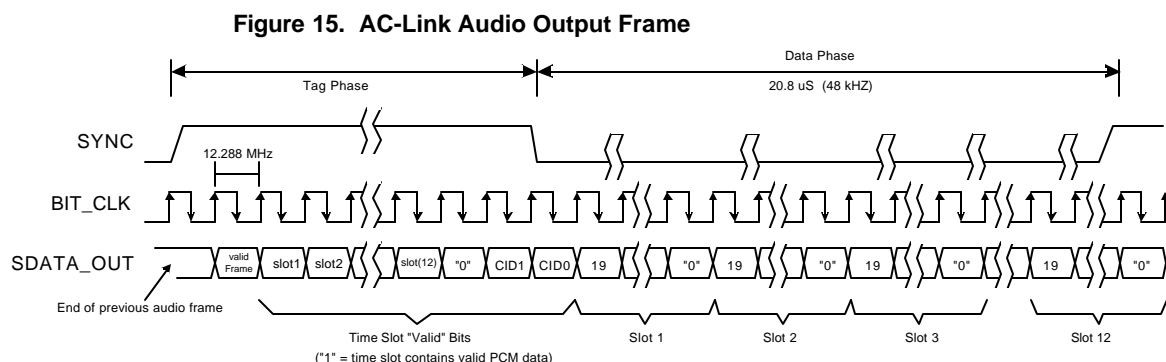 Figure 15. AC-Link Audio Output Frame
Tag Phase
Data Phase
20.8 uS (48 kHZ)
SYNC
12.288 MHz
BIT_CLK
SDATA_OUT
valid
Frame
slot1
slot2
slot(12)
"0"
CID1
CID0
19
"0"
19
"0"
19
"0"
19
"0"
End of previous audio frame
Time Slot "Valid" Bits
("1" = time slot contains valid PCM data)
Slot 1
Slot 2
Slot 3
Slot 12